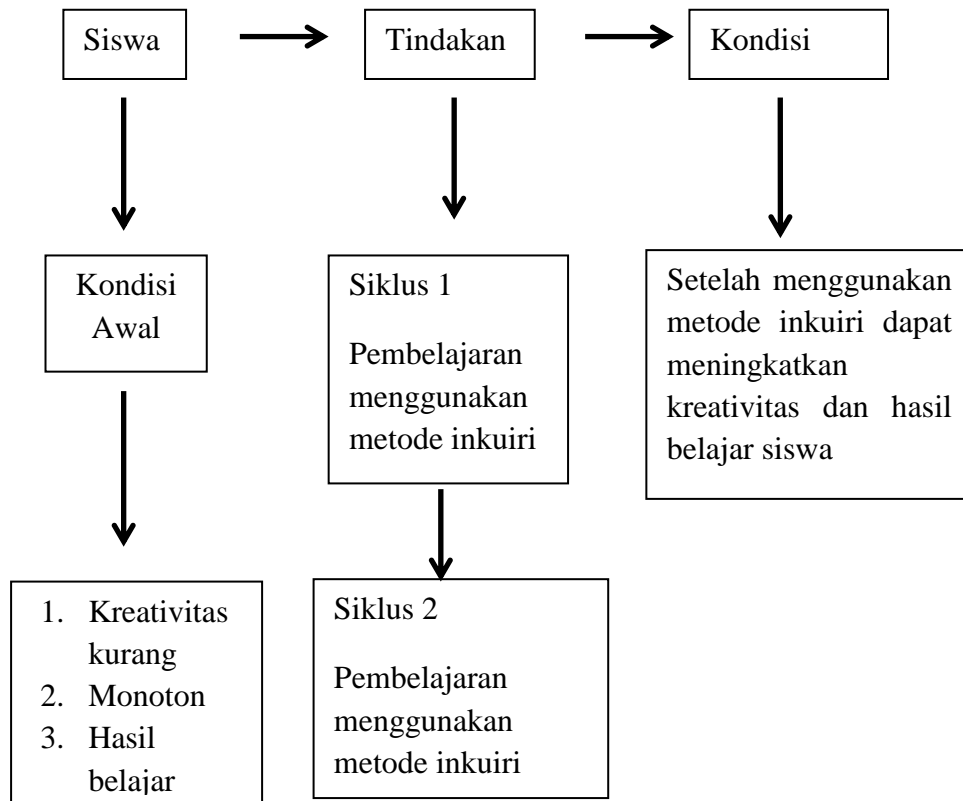 Siswa
Tindakan
Kondisi
Kondisi
Awal
Siklus 1
Pembelajaran
menggunakan
metode inkuiri
Setelah menggunakan
metode inkuiri dapat
meningkatkan
kreativitas dan hasil
belajar siswa
1. Kreativitas
kurang
2. Monoton
3. Hasil
belajar
Siklus 2
Pembelajaran
menggunakan
metode inkuiri